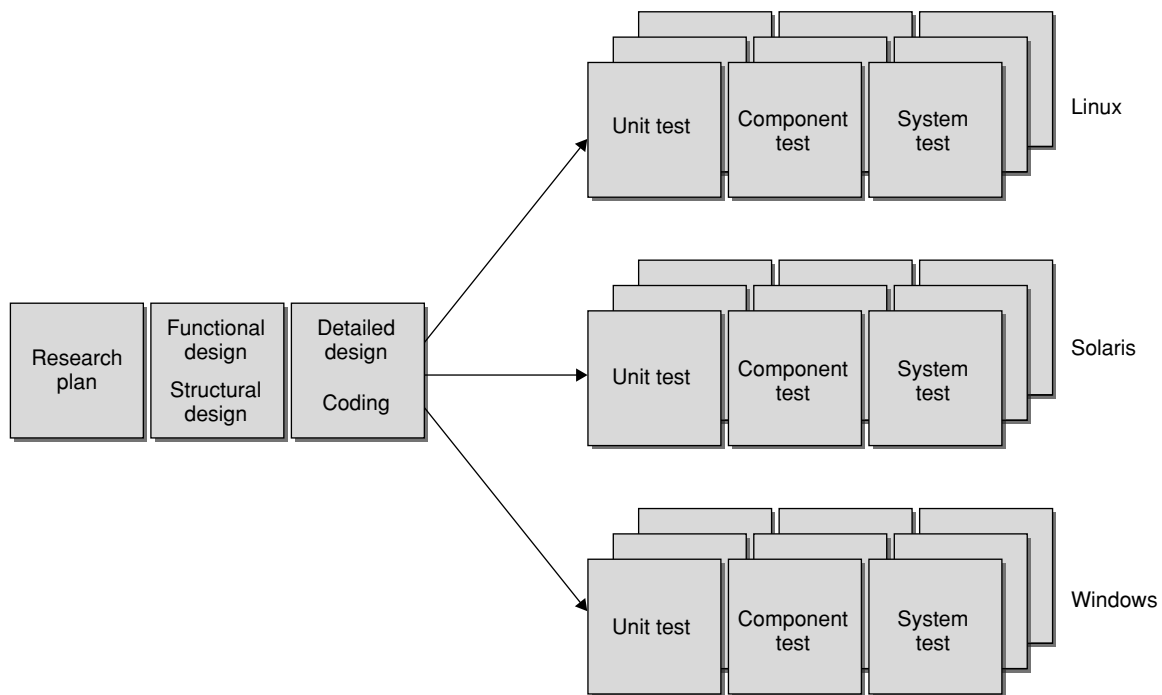 Unit test
Component
test
System
test
Linux
Research
plan
Functional
design
Structural
design
Detailed
design
Coding
Unit test
Component
test
System
test
Solaris
Unit test
Component
test
System
test
Windows